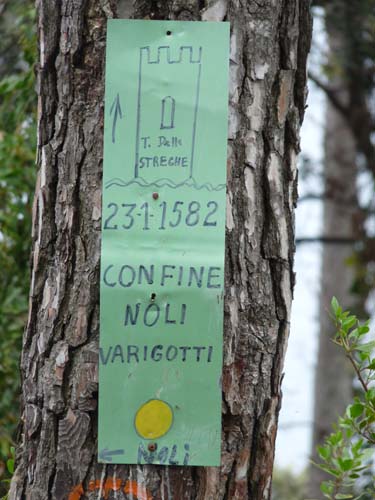 T. Delle
STREGHE
23·1·1582
CONFINE
NOLI
VARIGOTTI
← NOLI